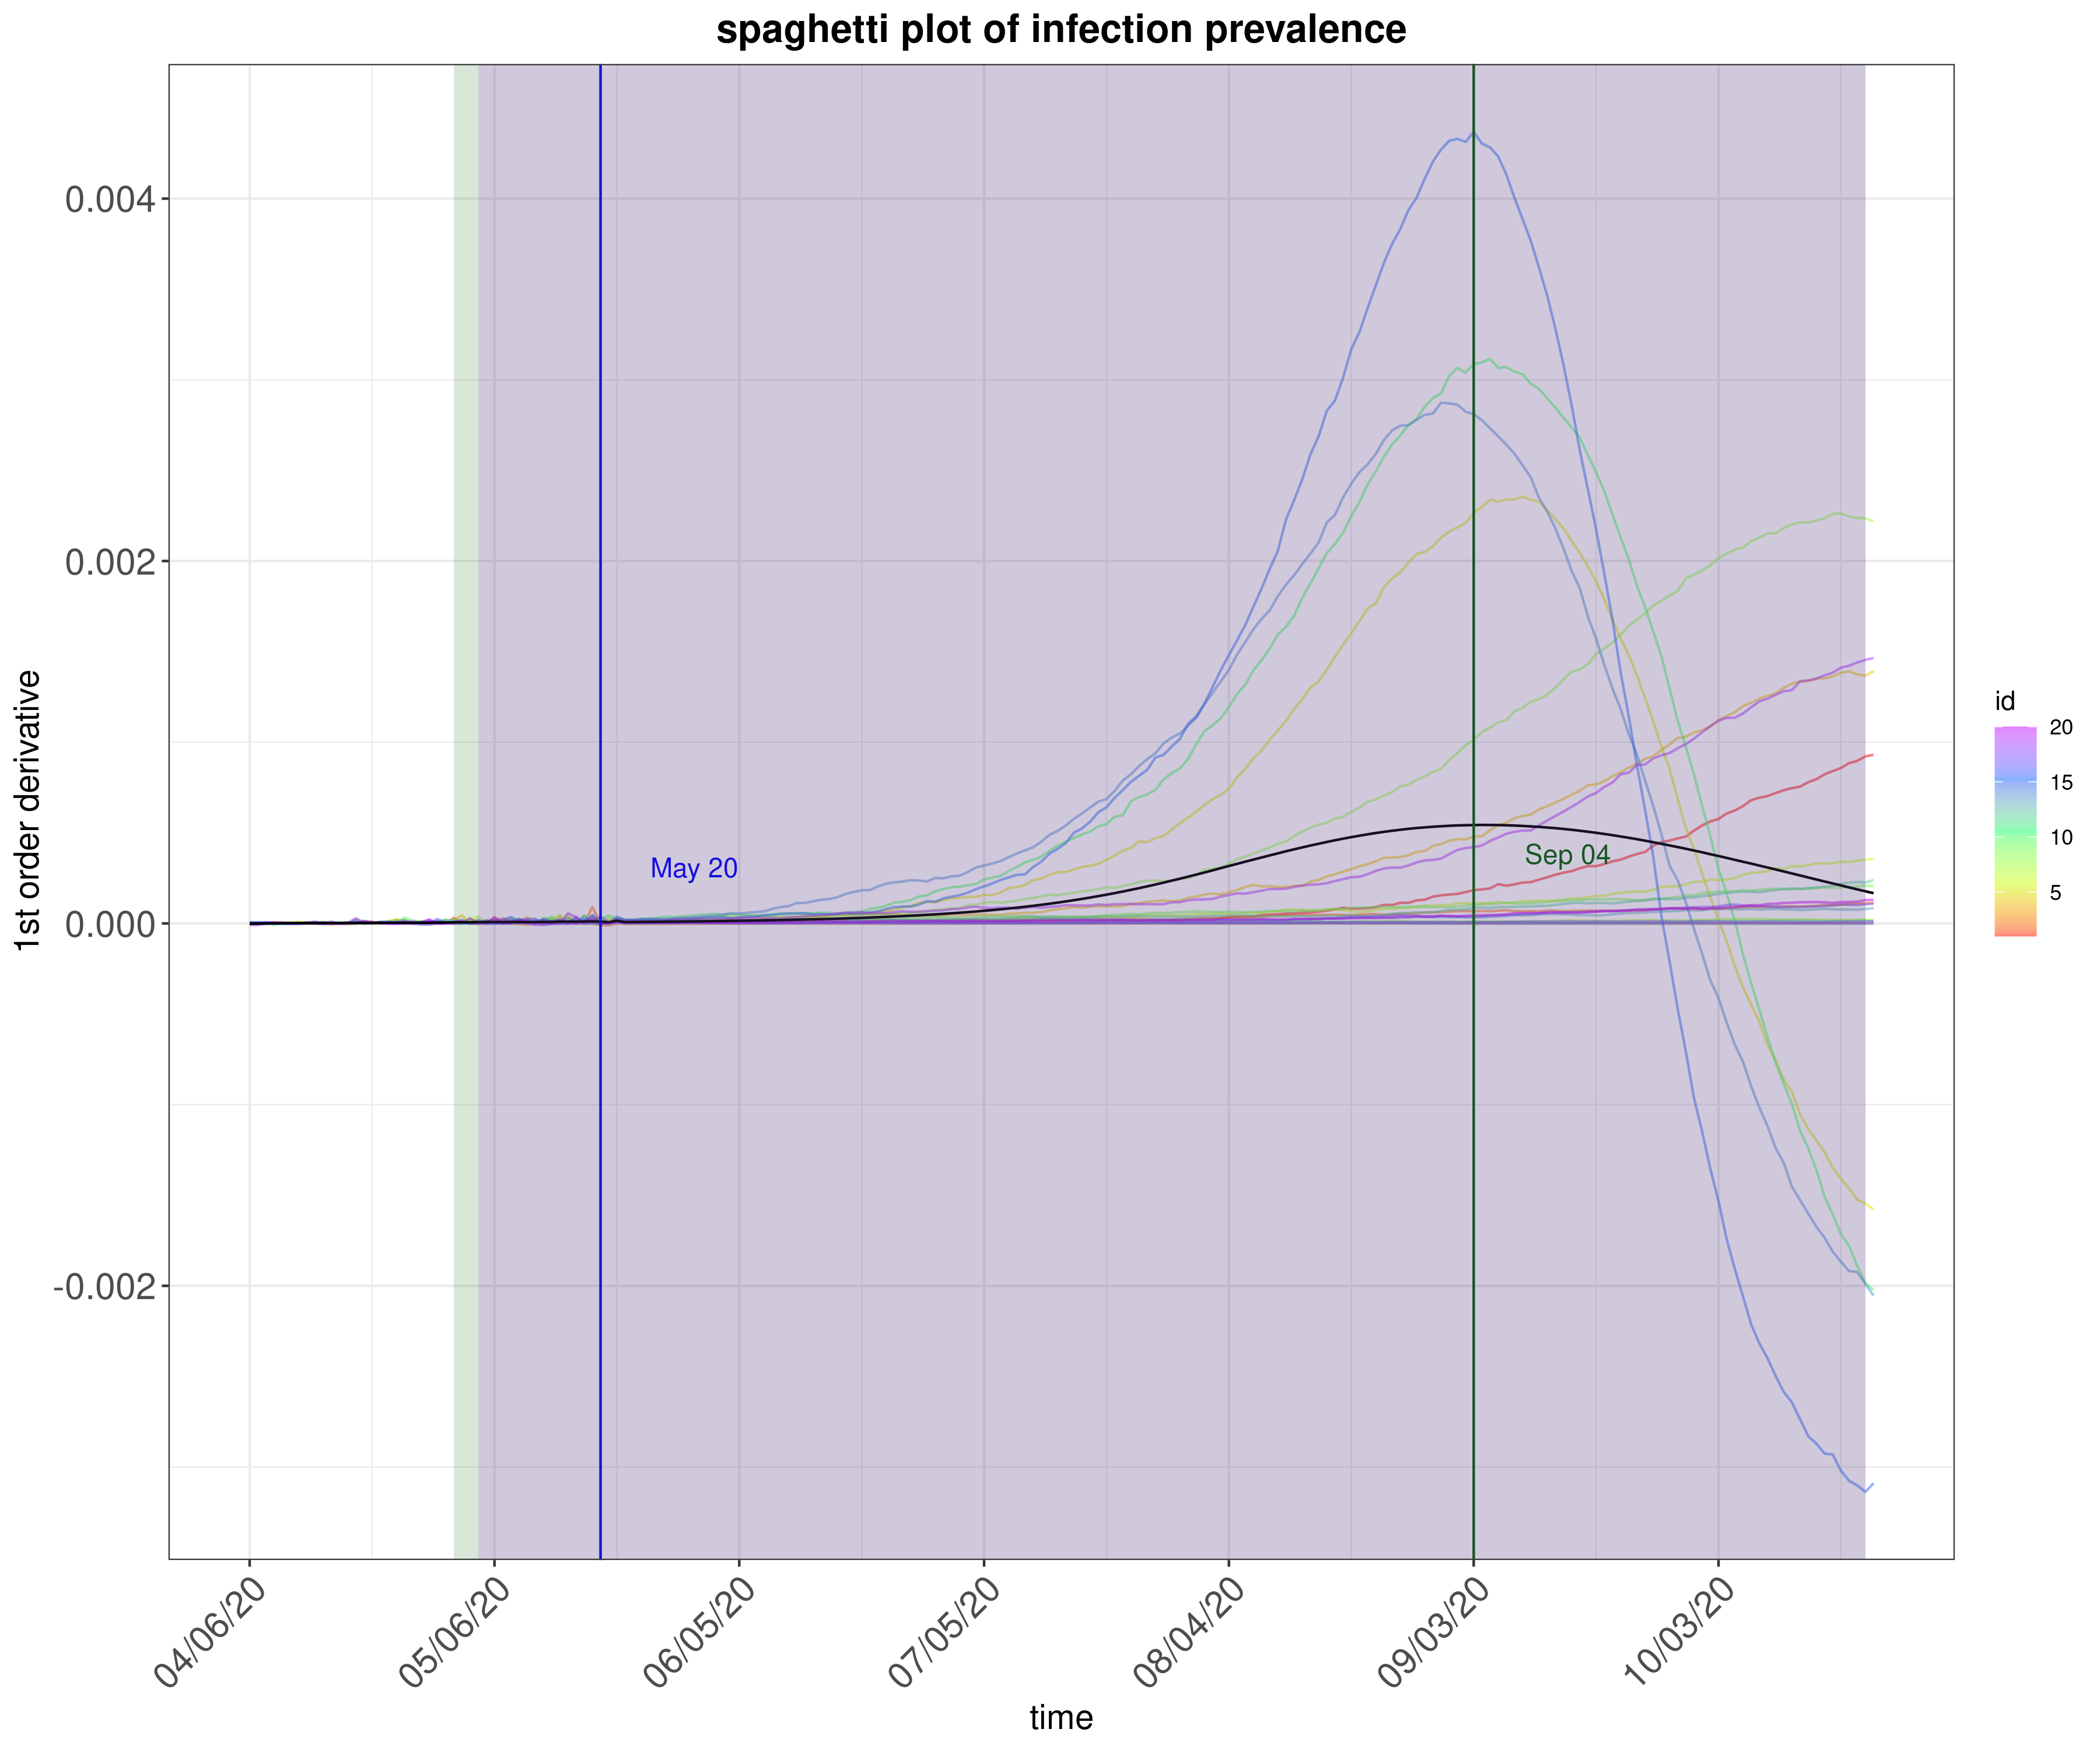 spaghetti plot of infection prevalence
1st order derivative
0.004
0.002
0.000
-0.002
May 20
Sep 04
04/06/20
05/06/20
06/05/20
07/05/20
08/04/20
09/03/20
10/03/20
time
id
20
15
10
5